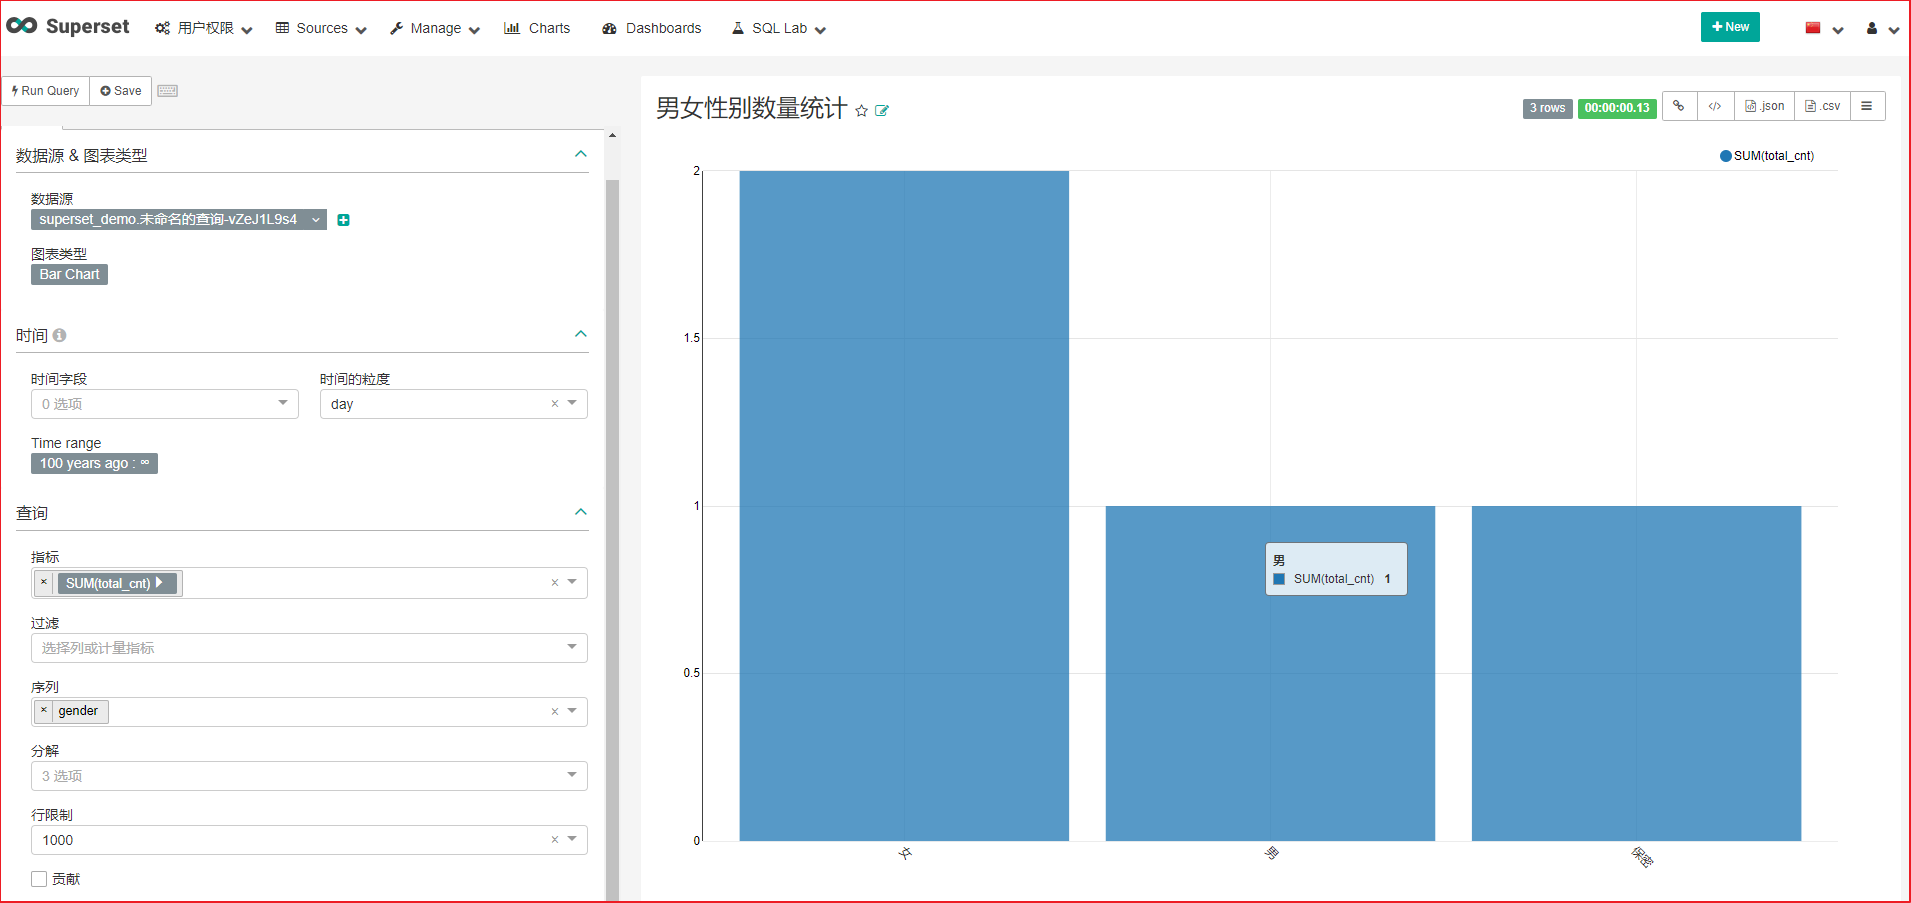 Superset 用户权限 Sources Manage Charts Dashboards SQL Lab New
Run Query Save
数据源 & 图表类型
数据源
superset_demo.未命名的查询-vZeJ1L9s4
图表类型
Bar Chart
时间
时间字段 时间的粒度
0 选项 day
Time range
100 years ago : ∞
查询
指标
SUM(total_cnt)
过滤
选择列或计量指标
序列
gender
分解
3 选项
行限制
1000
贡献
男女性别数量统计
3 rows 00:00:00.13 </> .json .csv
SUM(total_cnt)
2
1.5
1
0.5
0
男
SUM(total_cnt) 1
女 男 保密